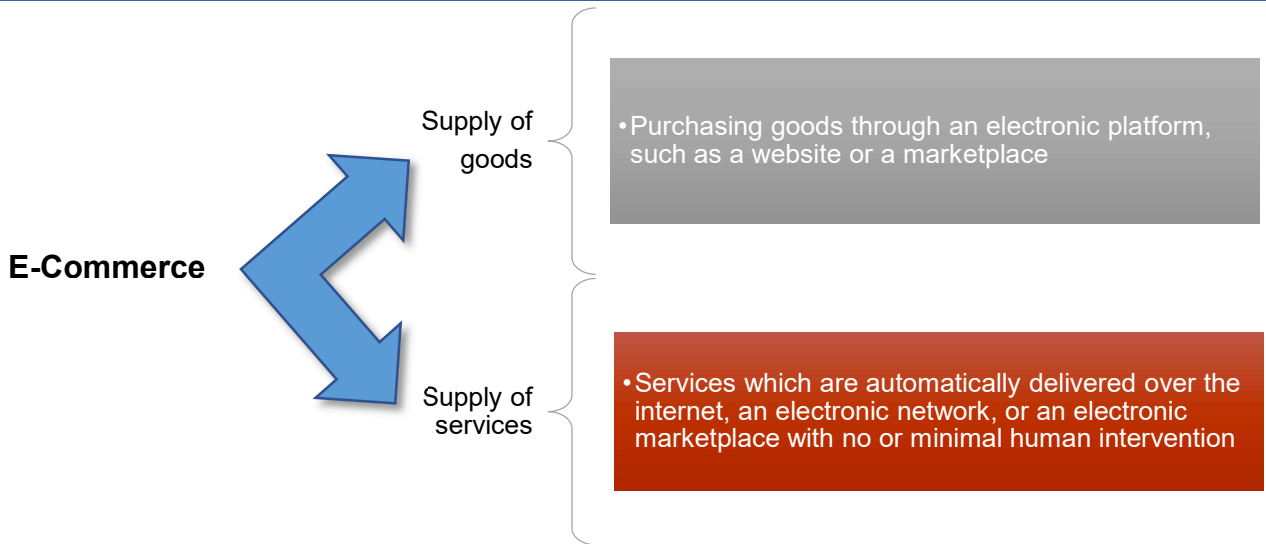 E-Commerce
Supply of
goods
•Purchasing goods through an electronic platform,
such as a website or a marketplace
Supply of
services
•Services which are automatically delivered over the
internet, an electronic network, or an electronic
marketplace with no or minimal human intervention